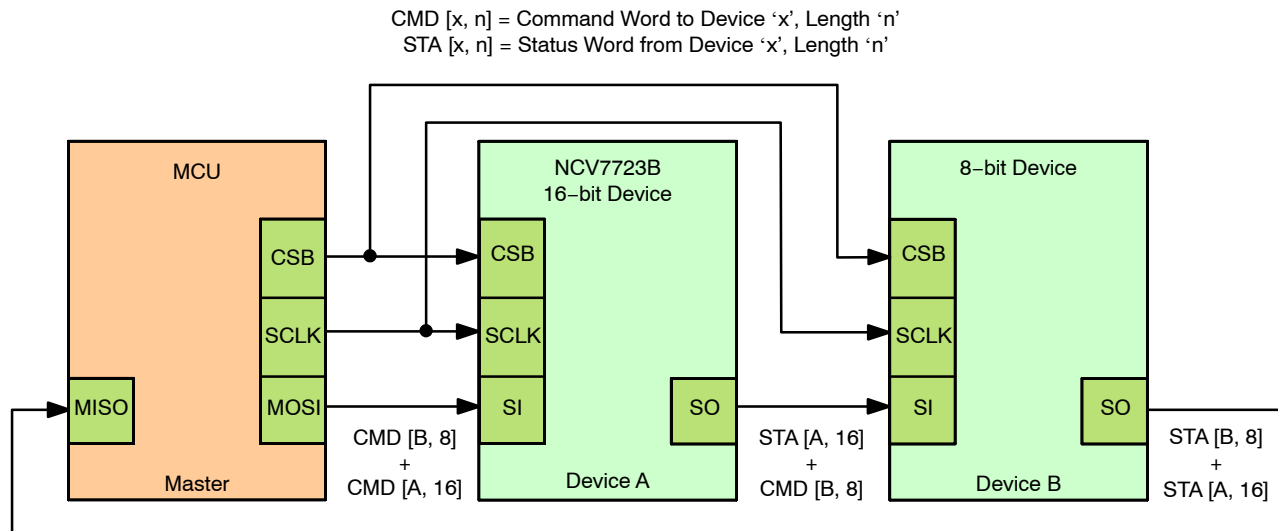 CMD [x, n] = Command Word to Device ‘x’, Length ‘n’
STA [x, n] = Status Word from Device ‘x’, Length ‘n’
MCU
CSB
SCLK
MISO
MOSI
Master
CMD [B, 8]
+
CMD [A, 16]
NCV7723B
16−bit Device
CSB
SCLK
SI
SO
Device A
STA [A, 16]
+
CMD [B, 8]
8−bit Device
CSB
SCLK
SI
SO
Device B
STA [B, 8]
+
STA [A, 16]